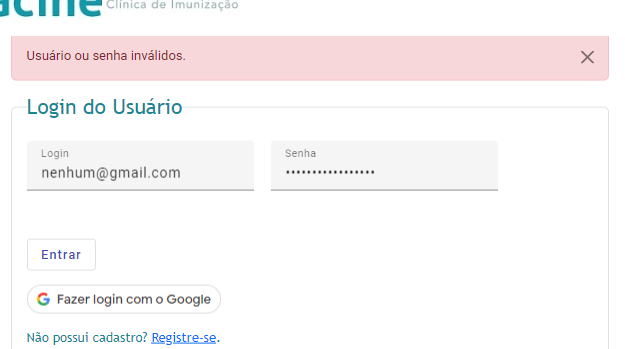 Clínica de Imunização
Usuário ou senha inválidos.
Login do Usuário
Login
nenhum@gmail.com
Senha
Entrar
Fazer login com o Google
Não possui cadastro? Registre-se.